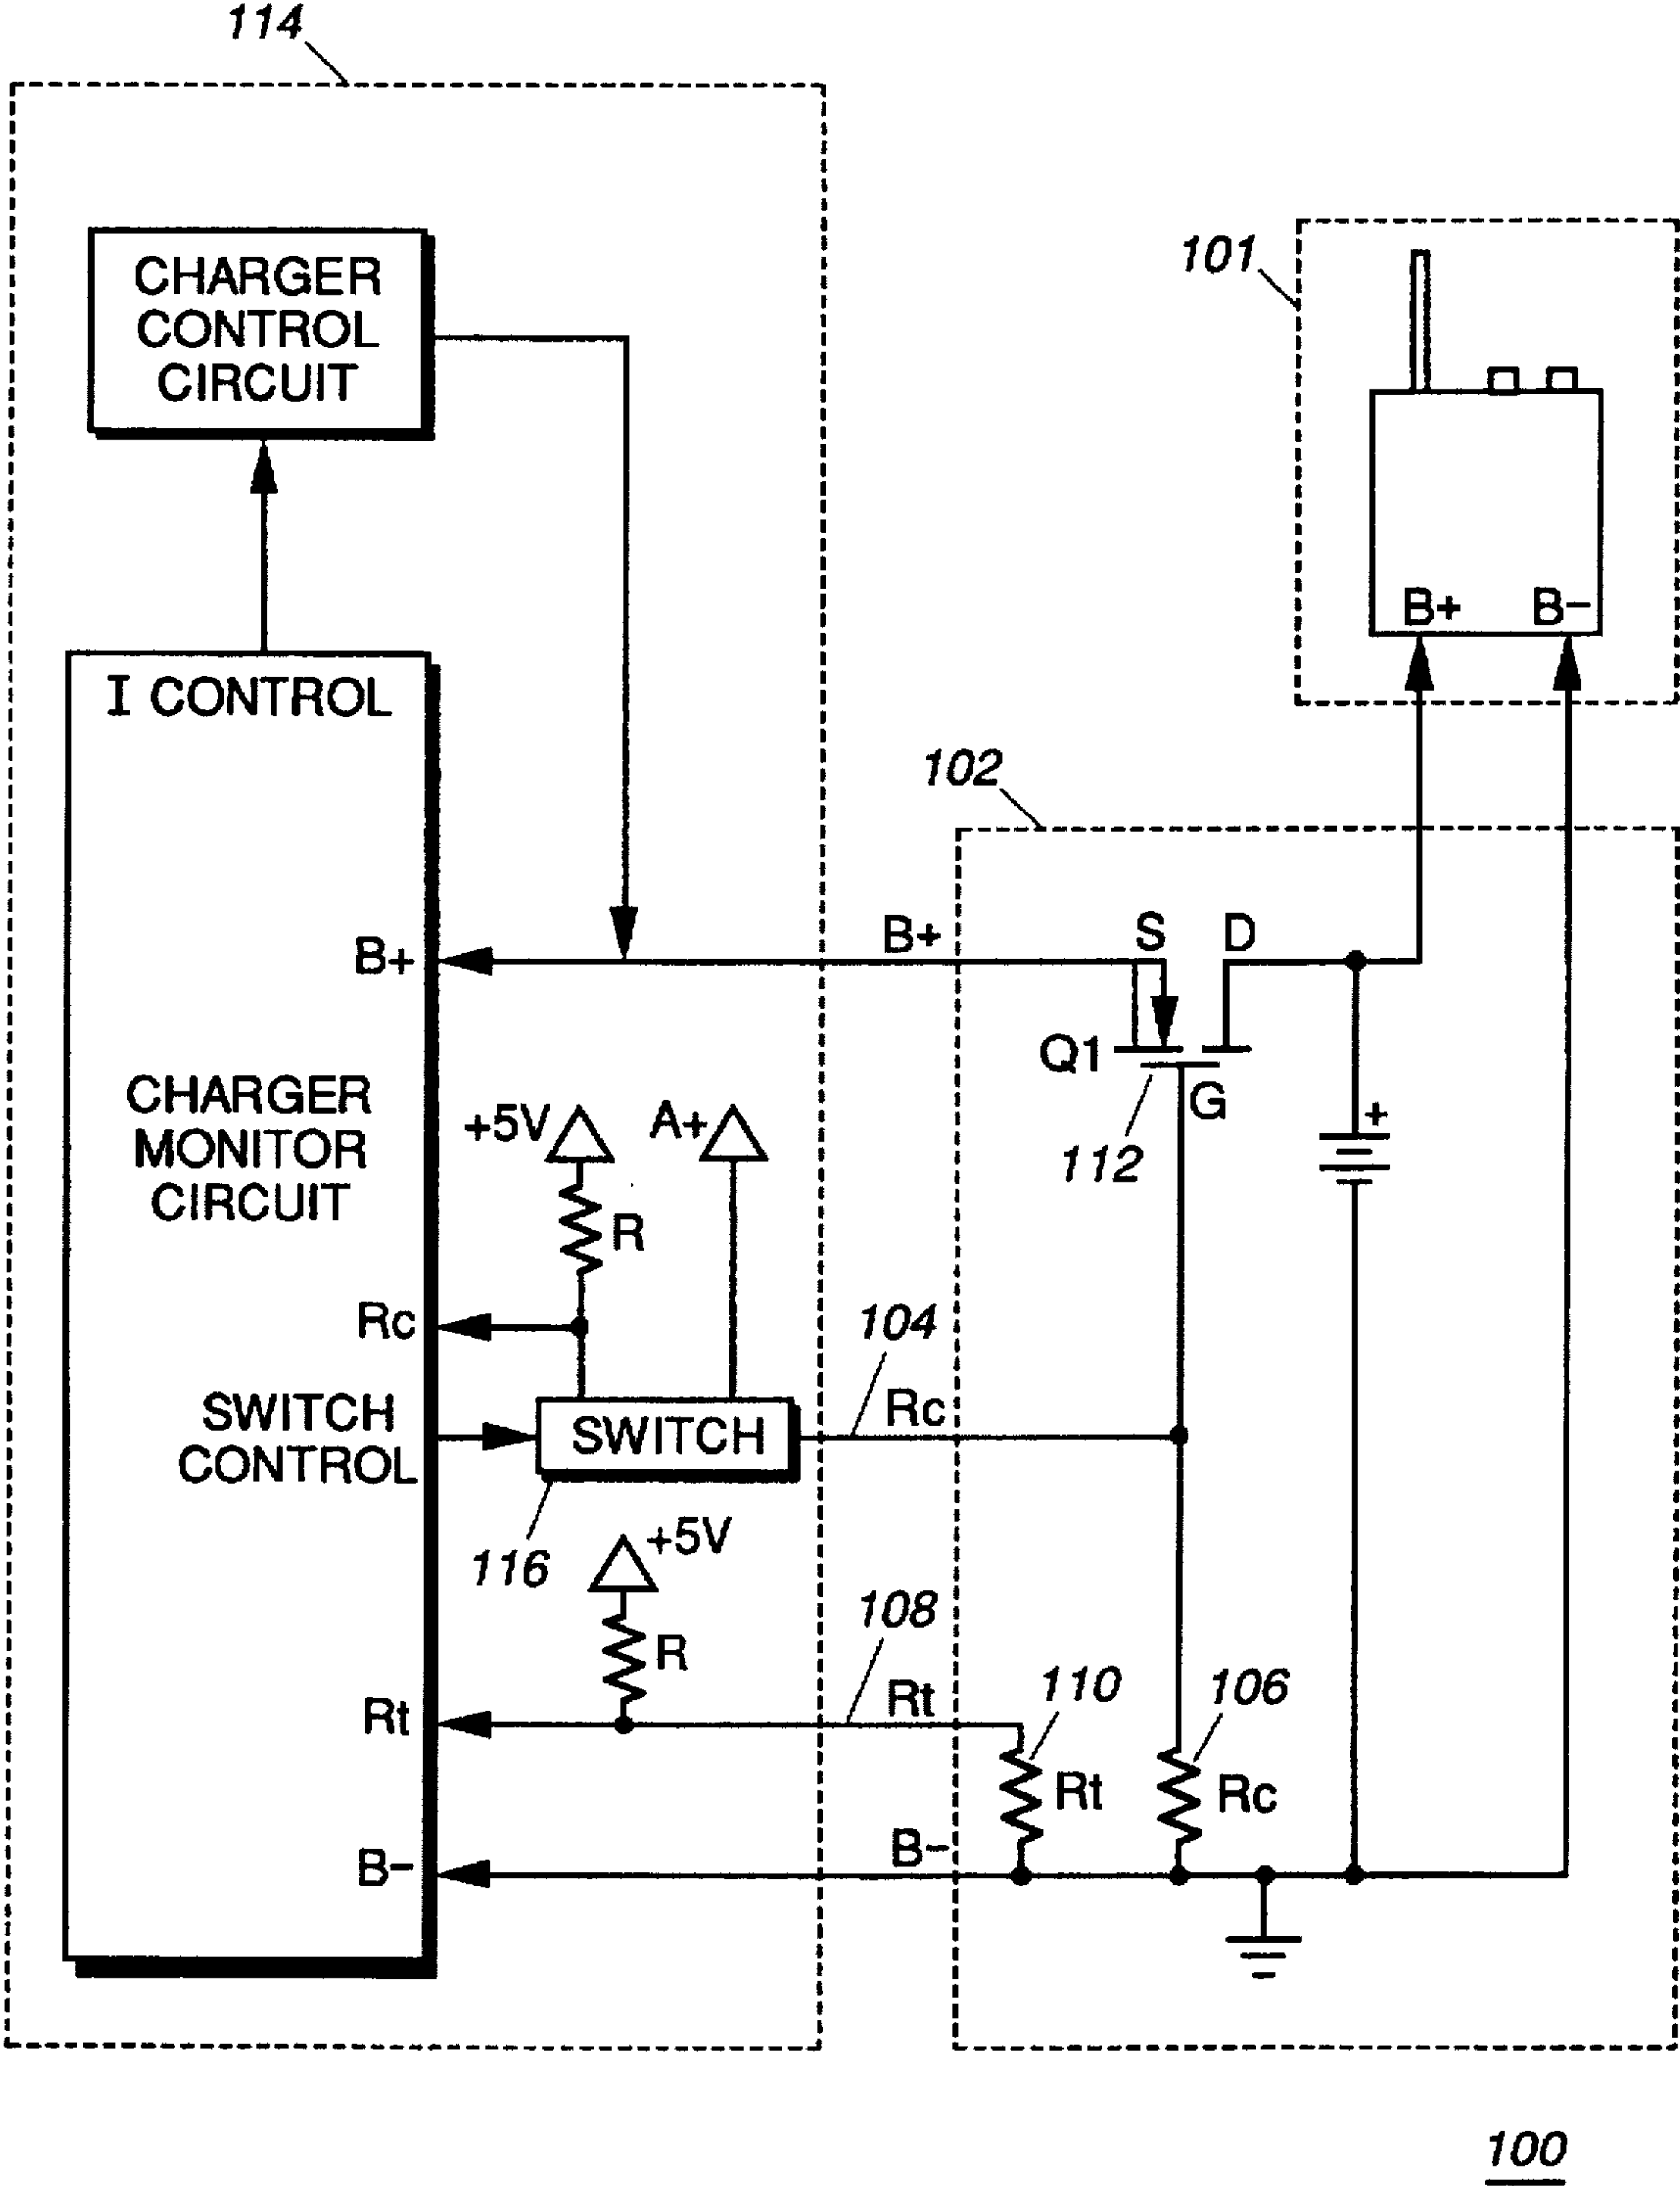 114
CHARGER
CONTROL
CIRCUIT
101
B+ B−
I CONTROL
102
B+
B+
S D
Q1
G
112
+
CHARGER
MONITOR
CIRCUIT
+5V A+
R
Rc
104
Rc
SWITCH
CONTROL
SWITCH
116
+5V
R
108
Rt
Rt
110
Rt
106
Rc
B−
B−
100